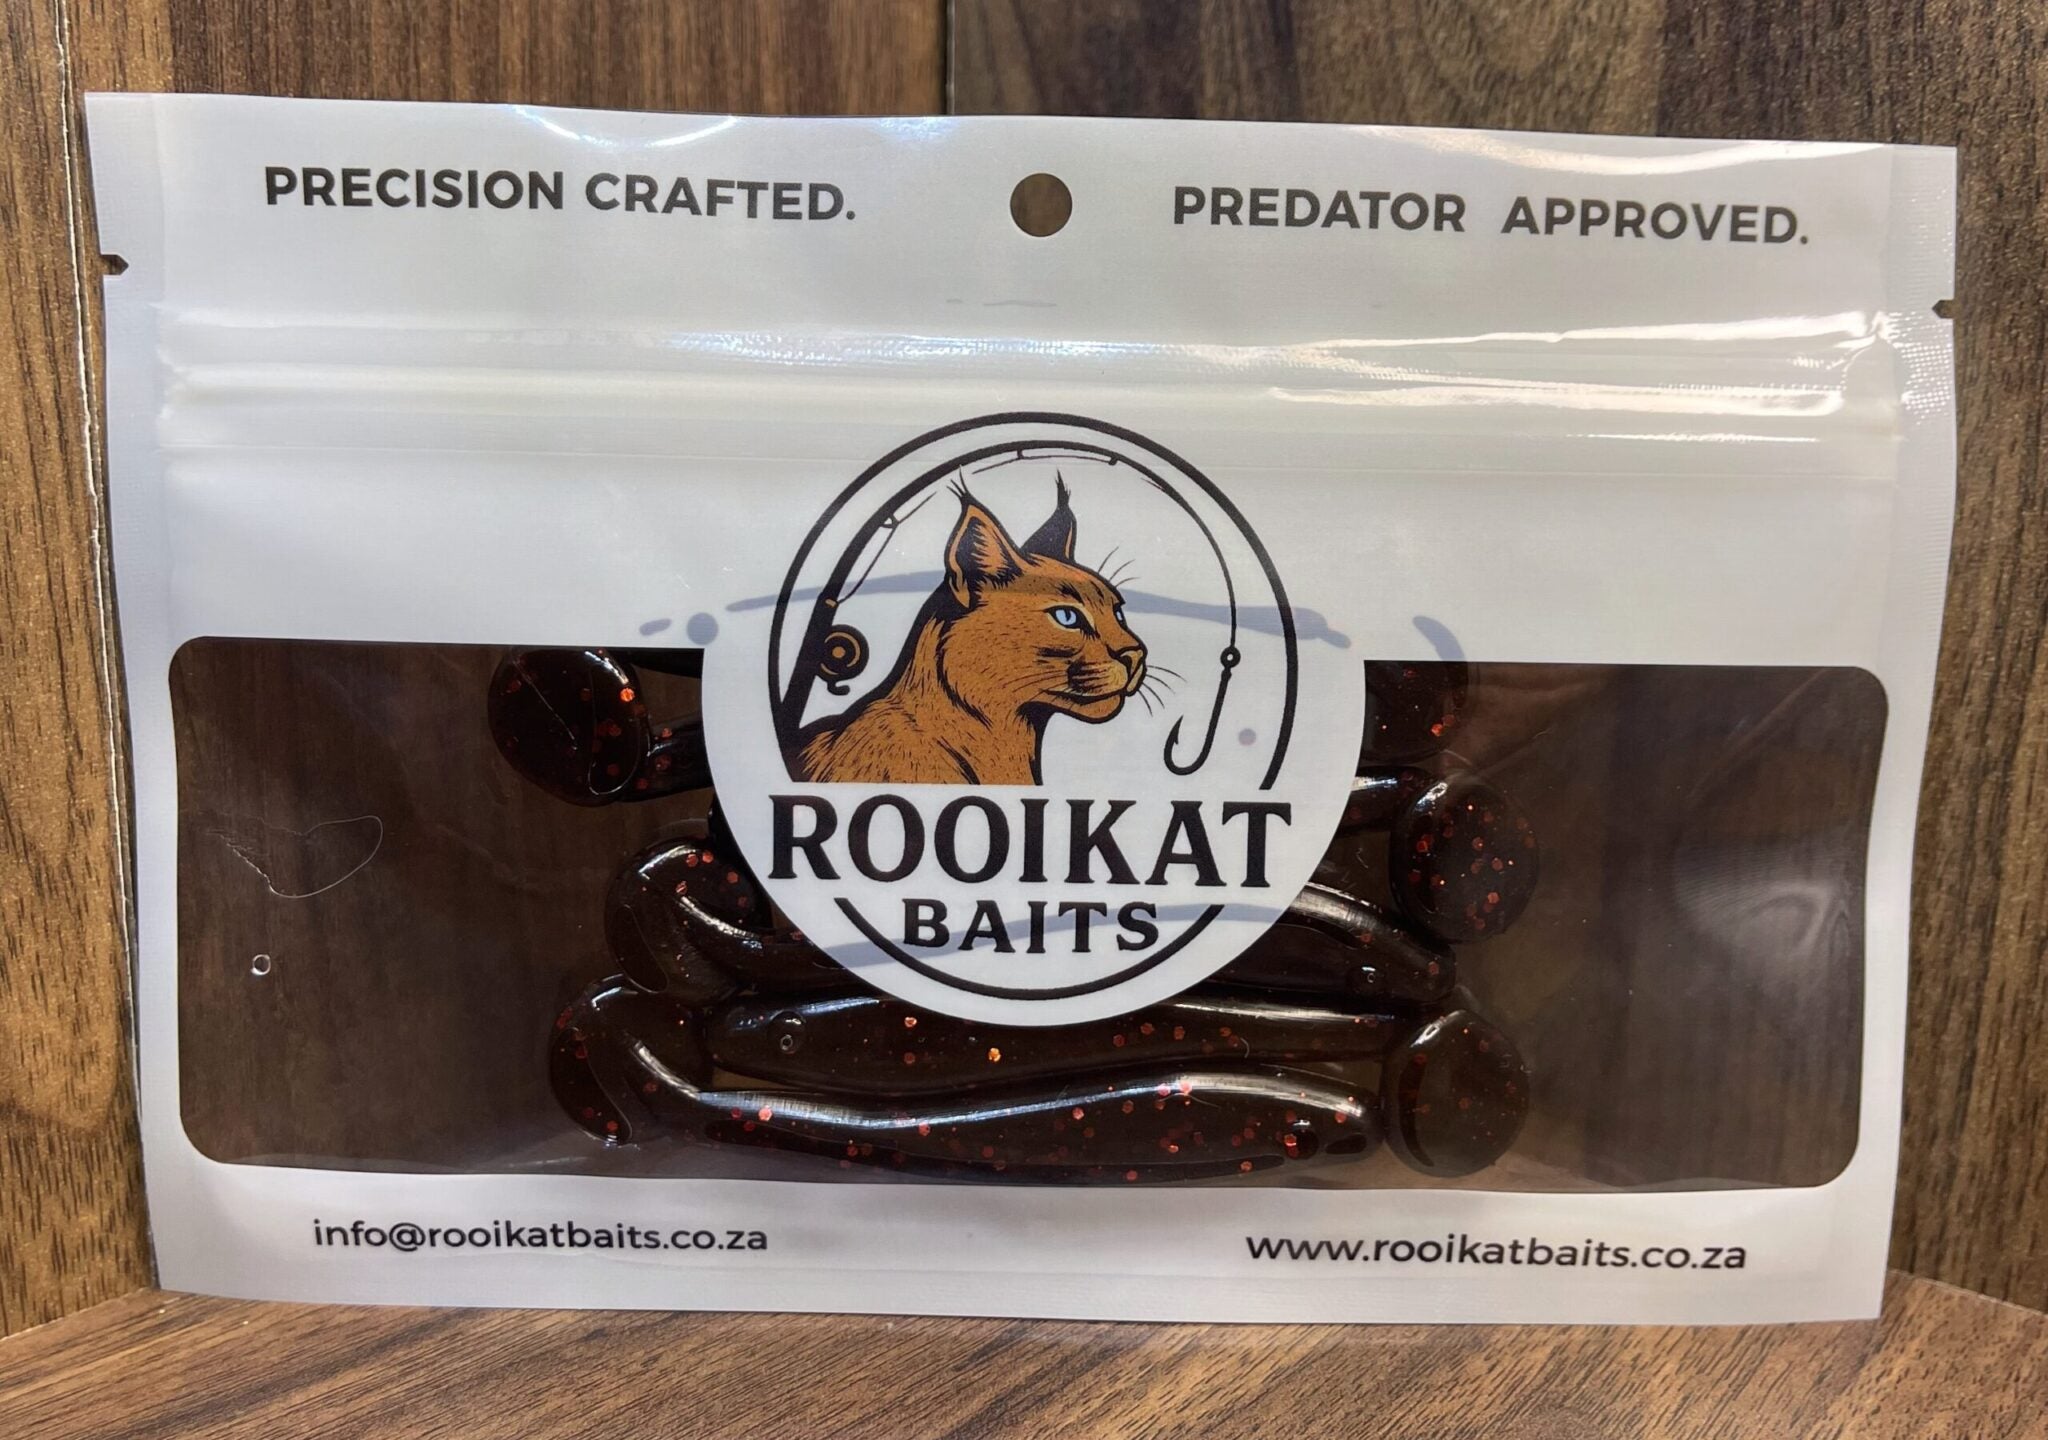 PRECISION CRAFTED.
PREDATOR APPROVED.
ROOIKAT
BAITS
info@rooikatbaits.co.za
www.rooikatbaits.co.za